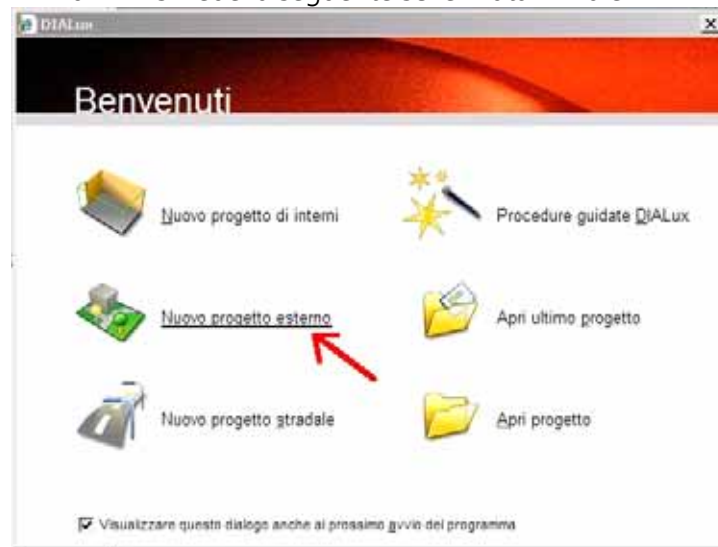 DIALux
Benvenuti
Nuovo progetto di interni
Procedure guidate DIALux
Nuovo progetto esterno
Apri ultimo progetto
Nuovo progetto stradale
Apri progetto
Visualizzare questo dialogo anche al prossimo avvio del programma